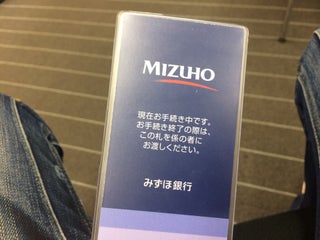 MIZUHO
現在お手続き中です。
お手続き終了の際は、
この札を係の者に
お渡しください。
みずほ銀行